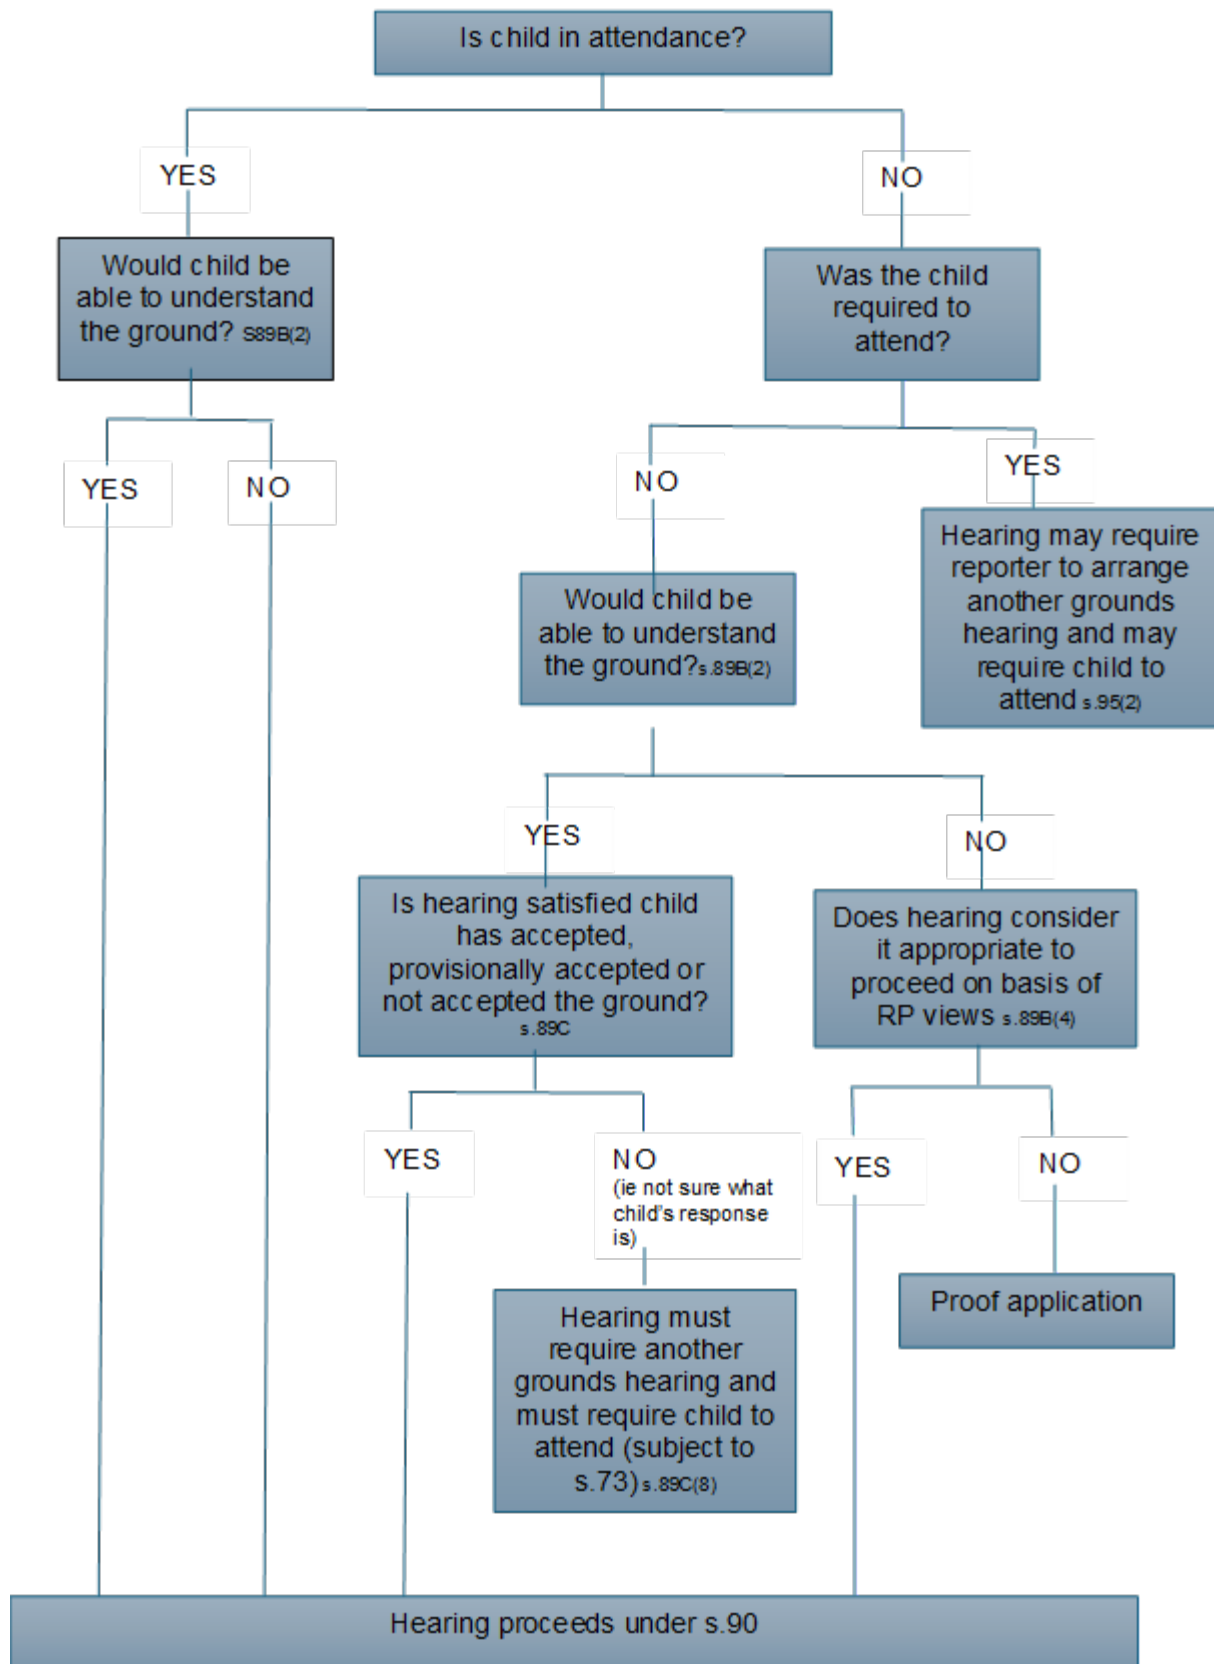 Is child in attendance?
YES
NO
Would child be
able to understand
the ground? S89B(2)
Was the child
required to
attend?
YES
NO
NO
YES
Hearing may require
reporter to arrange
another grounds
hearing and may
require child to
attend s.95(2)
Would child be
able to understand
the ground?s.89B(2)
YES
NO
Is hearing satisfied child
has accepted,
provisionally accepted or
not accepted the ground?
s.89C
Does hearing consider
it appropriate to
proceed on basis of
RP views s.89B(4)
YES
NO
(ie not sure what
child's response
is)
YES
NO
Hearing must
require another
grounds hearing and
must require child to
attend (subject to
s.73) s.89C(8)
Proof application
Hearing proceeds under s.90